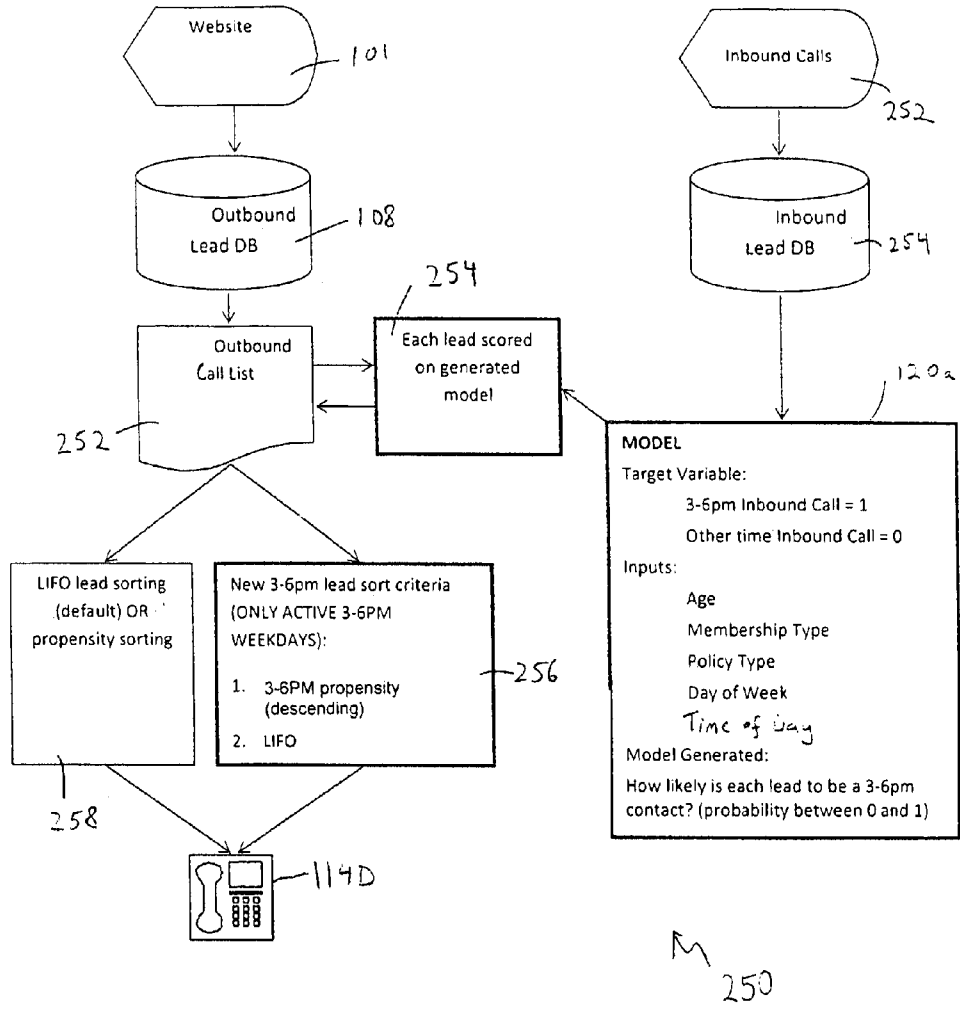 Website
101
Inbound Calls
252
Outbound
Lead DB
108
Inbound
Lead DB
254
254
Outbound
Call List
252
Each lead scored
on generated
model
120a
MODEL
Target Variable:
3-6pm Inbound Call = 1
Other time Inbound Call = 0
Inputs:
Age
Membership Type
Policy Type
Day of Week
Time of Day
Model Generated:
How likely is each lead to be a 3-6pm
contact? (probability between 0 and 1)
LIFO lead sorting
(default) OR
propensity sorting
258
New 3-6pm lead sort criteria
(ONLY ACTIVE 3-6PM
WEEKDAYS):
1. 3-6PM propensity
(descending)
2. LIFO
256
114D
250